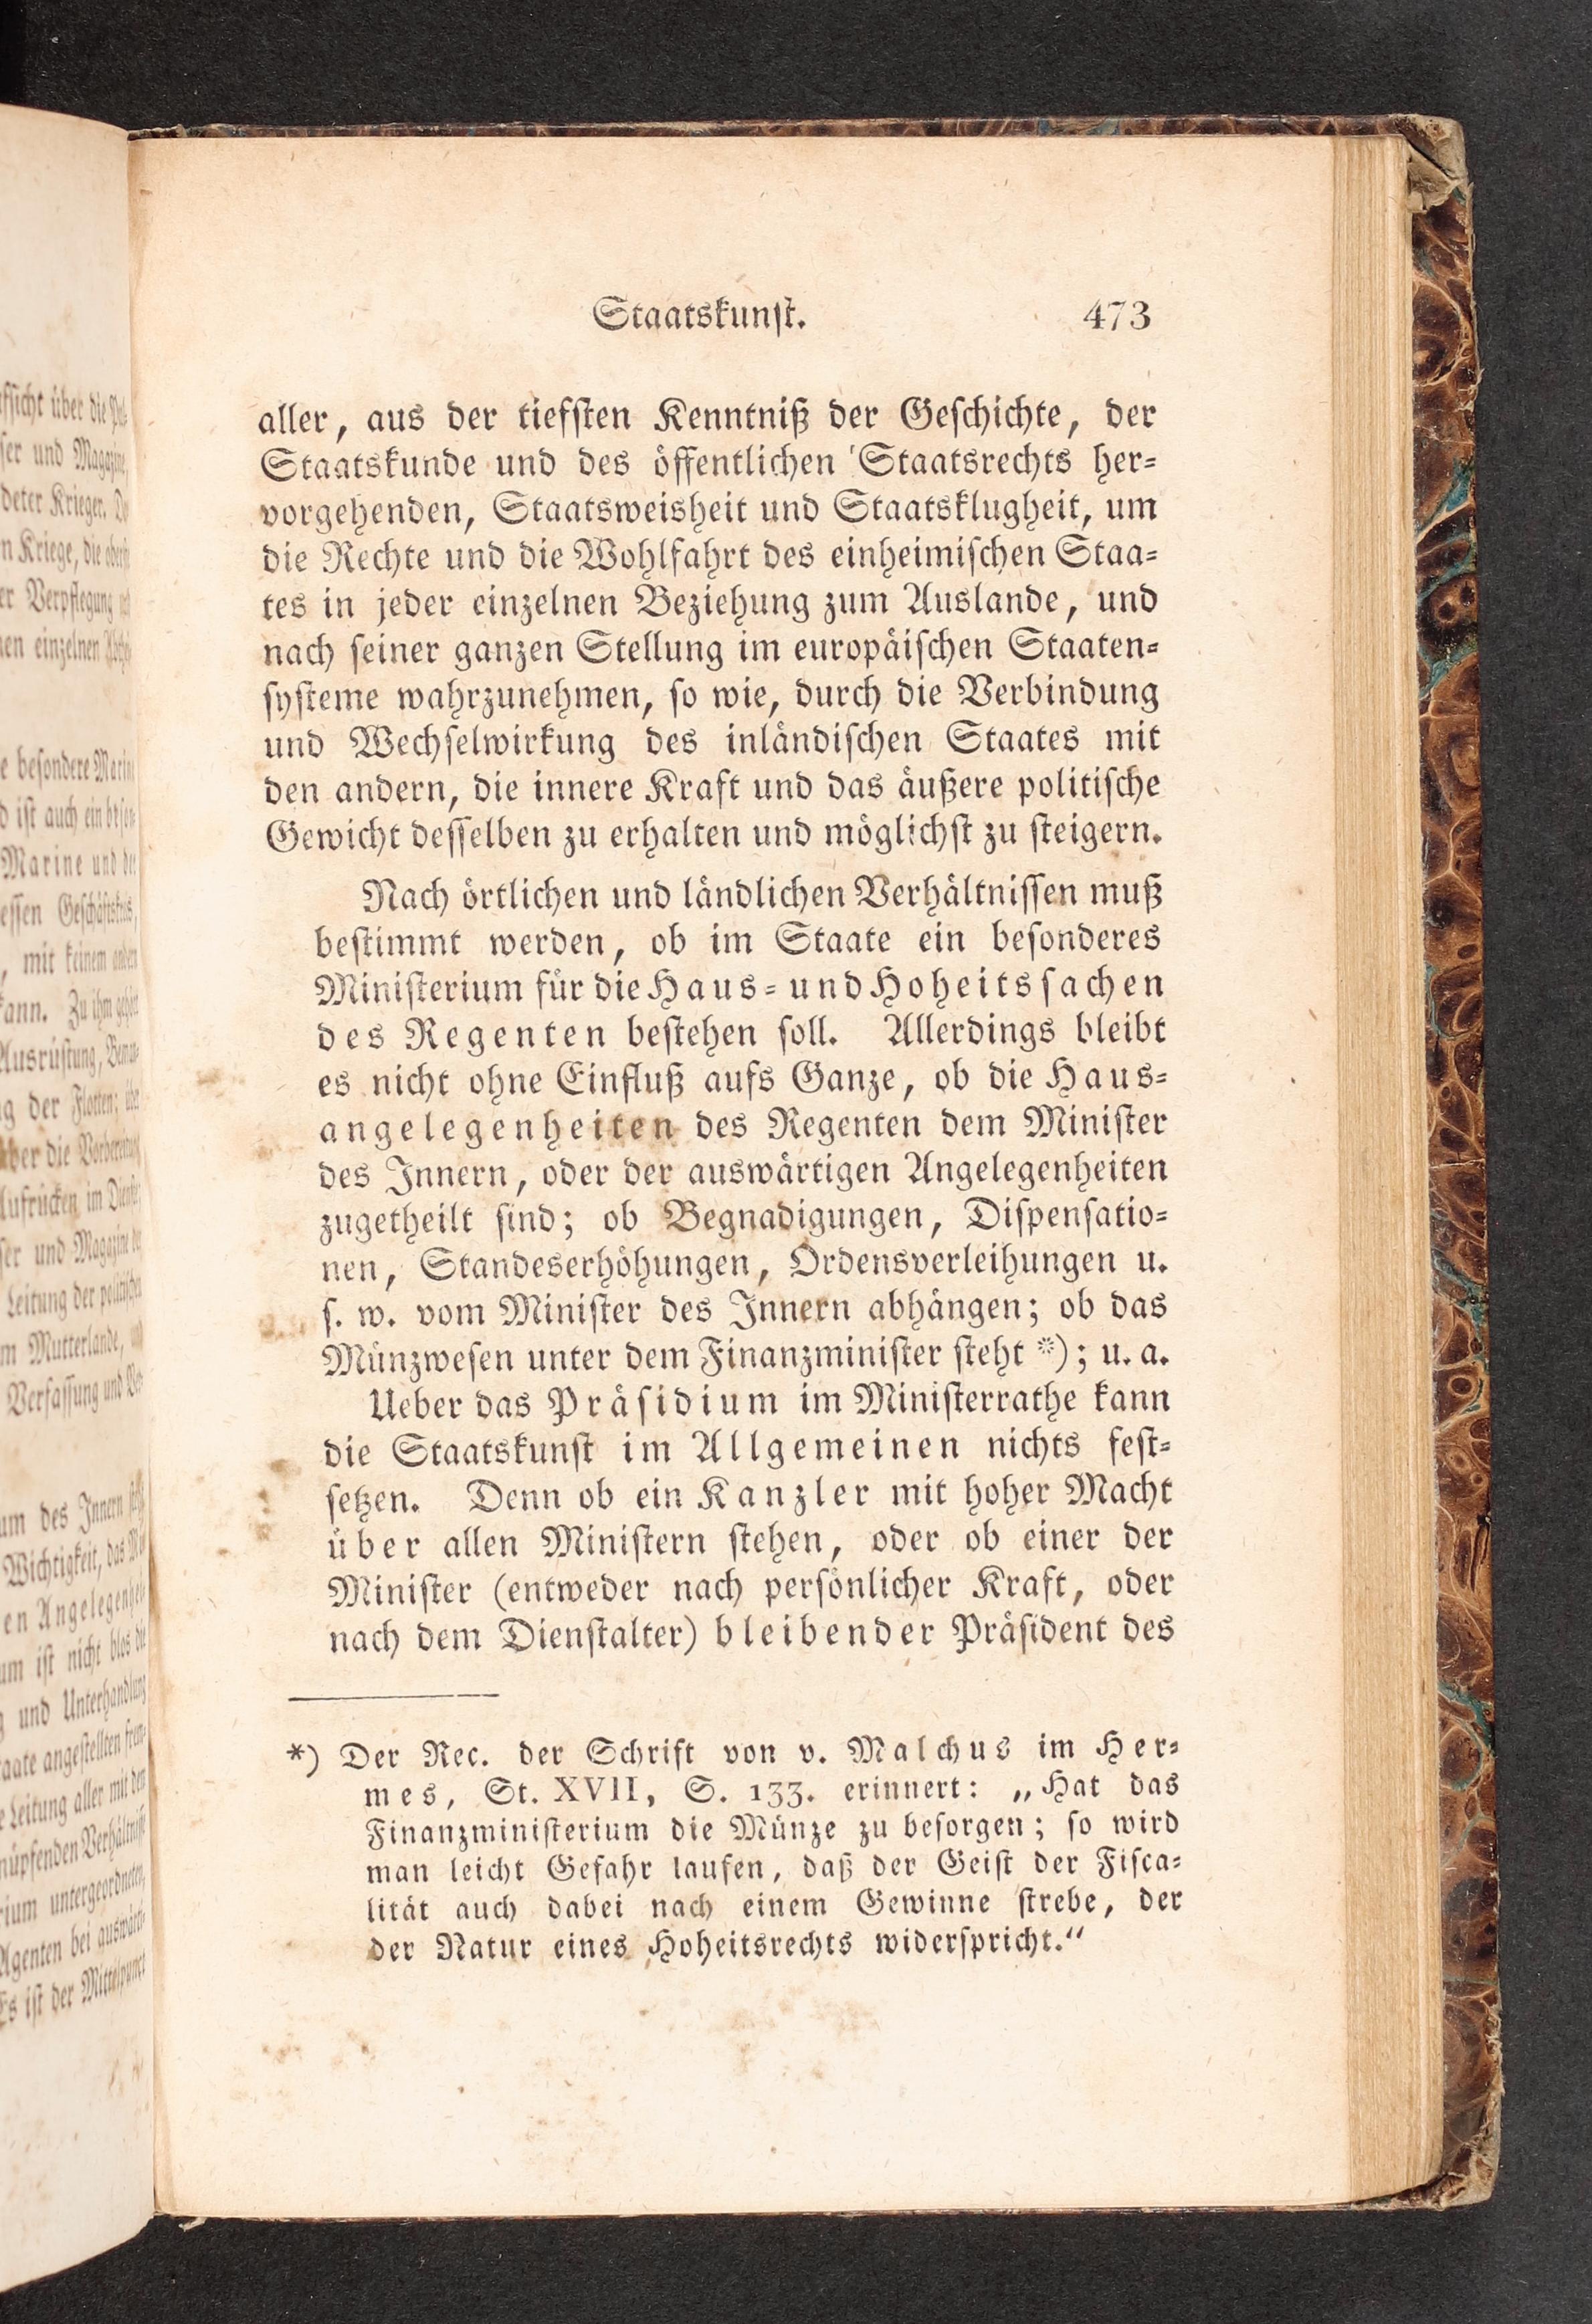 Staatskunst. 473
aller, aus der tiefsten Kenntniß der Geschichte, der
Staatskunde und des öffentlichen Staatsrechts her-
vorgehenden, Staatsweisheit und Staatsklugheit, um
die Rechte und die Wohlfahrt des einheimischen Staa-
tes in jeder einzelnen Beziehung zum Auslande, und
nach seiner ganzen Stellung im europäischen Staaten-
systeme wahrzunehmen, so wie, durch die Verbindung
und Wechselwirkung des inländischen Staates mit
den andern, die innere Kraft und das äußere politische
Gewicht desselben zu erhalten und möglichst zu steigern.
Nach örtlichen und ländlichen Verhältnissen muß
bestimmt werden, ob im Staate ein besonderes
Ministerium für die Haus- und Hoheitssachen
des Regenten bestehen soll. Allerdings bleibt
es nicht ohne Einfluß aufs Ganze, ob die Haus-
angelegenheiten des Regenten dem Minister
des Innern, oder der auswärtigen Angelegenheiten
zugetheilt sind; ob Begnadigungen, Dispensatio-
nen, Standeserhöhungen, Ordensverleihungen u.
s. w. vom Minister des Innern abhängen; ob das
Münzwesen unter dem Finanzminister steht *); u. a.
Ueber das Präsidium im Ministerrathe kann
die Staatskunst im Allgemeinen nichts fest-
setzen. Denn ob ein Kanzler mit hoher Macht
über allen Ministern stehen, oder ob einer der
Minister (entweder nach persönlicher Kraft, oder
nach dem Dienstalter) bleibender Präsident des
*) Der Rec. der Schrift von v. Malchus im Her-
mes, St. XVII, S. 133. erinnert: „Hat das
Finanzministerium die Münze zu besorgen; so wird
man leicht Gefahr laufen, daß der Geist der Fisca-
lität auch dabei nach einem Gewinne strebe, der
der Natur eines Hoheitsrechts widerspricht.“